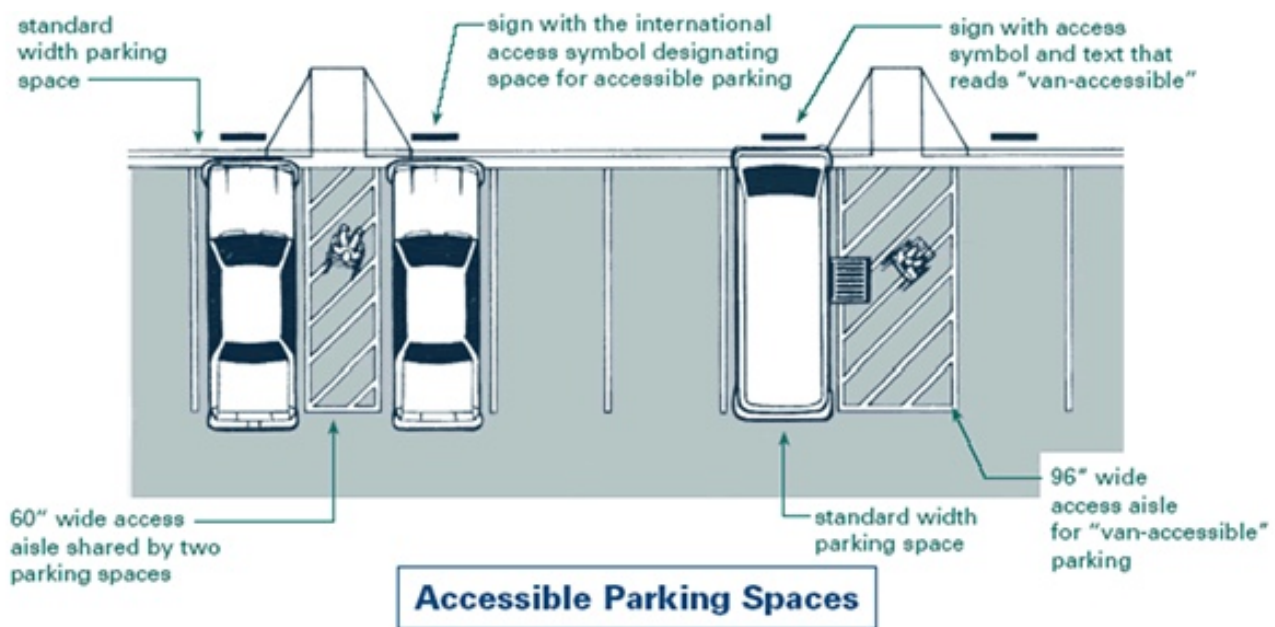 standard
width parking
space
sign with the international
access symbol designating
space for accessible parking
sign with access
symbol and text that
reads “van-accessible”
60” wide access
aisle shared by two
parking spaces
standard width
parking space
96” wide
access aisle
for “van-accessible”
parking
Accessible Parking Spaces